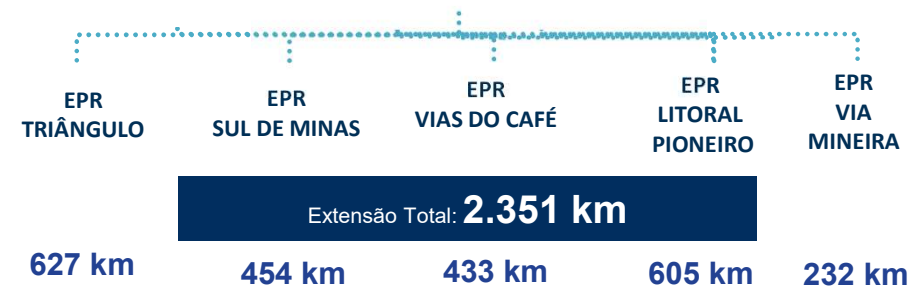 EPR
TRIÂNGULO
EPR
SUL DE MINAS
EPR
VIAS DO CAFÉ
EPR
LITORAL
PIONEIRO
EPR
VIA
MINEIRA
Extensão Total: 2.351 km
627 km
454 km
433 km
605 km
232 km